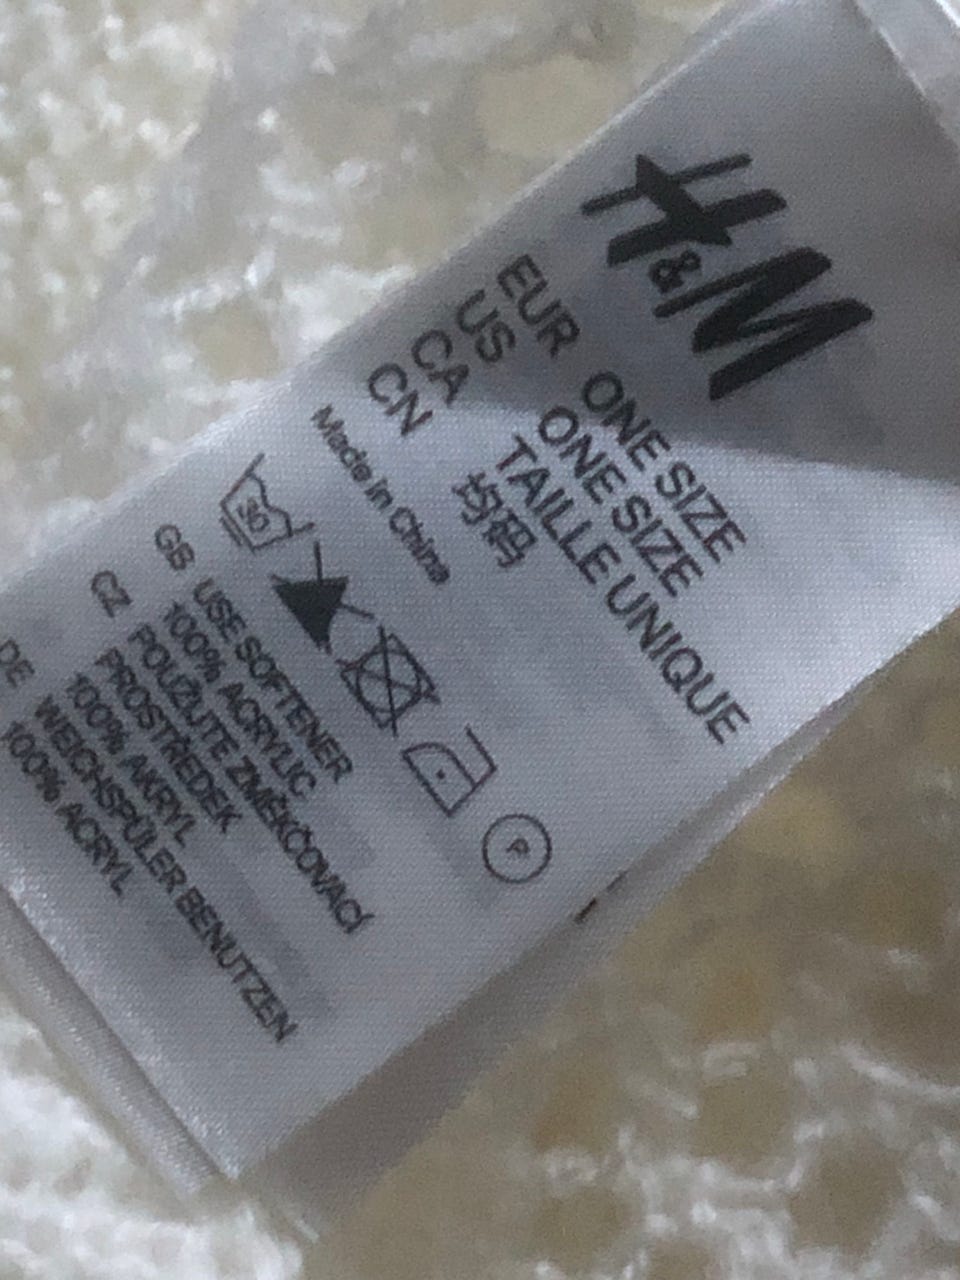 H&M
EUR ONE SIZE
US ONE SIZE
CA TAILLE UNIQUE
CN 均码
Made in China
30
P
GB USE SOFTENER
100% ACRYLIC
CZ POUŽIJTE ZMĚKČOVACÍ
PROSTŘEDEK
100% AKRYL
DE WEICHSPÜLER BENUTZEN
100% ACRYL